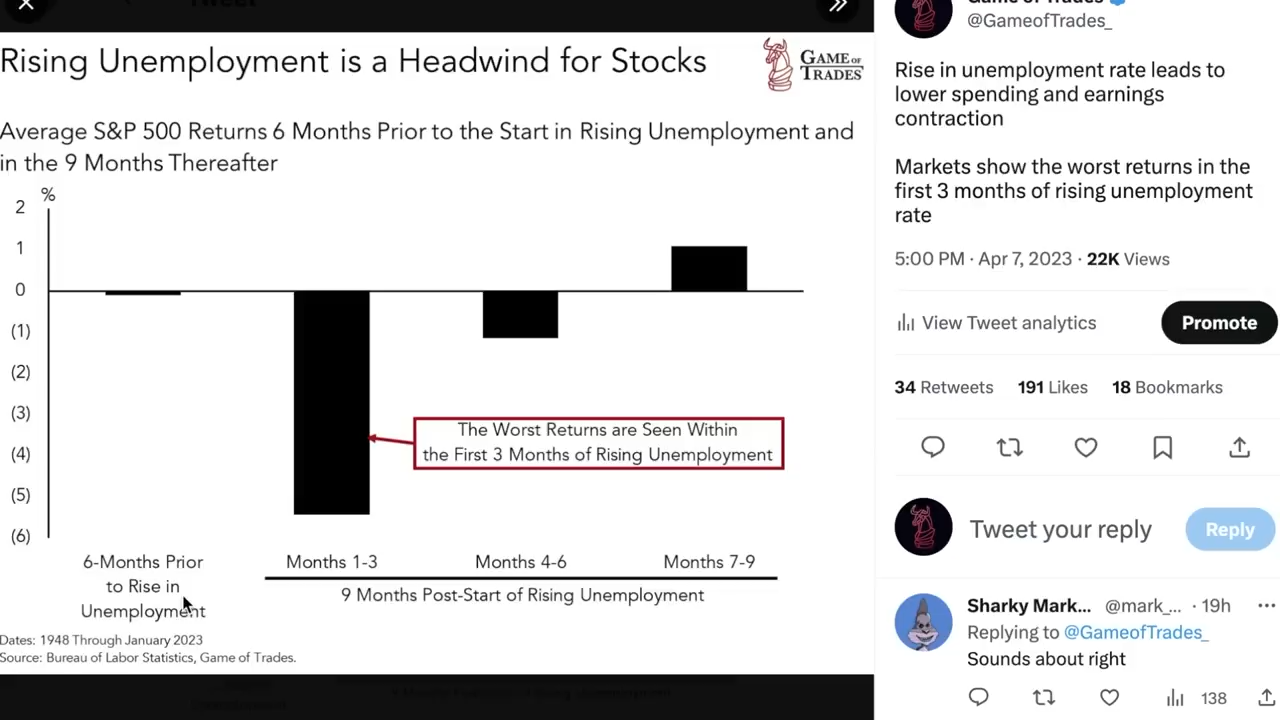 Rising Unemployment is a Headwind for Stocks
GAME OF
TRADES
Average S&P 500 Returns 6 Months Prior to the Start in Rising Unemployment and
in the 9 Months Thereafter
%
2
1
0
(1)
(2)
(3)
(4)
(5)
(6)
The Worst Returns are Seen Within
the First 3 Months of Rising Unemployment
6-Months Prior
to Rise in
Unemployment
Months 1-3
Months 4-6
Months 7-9
9 Months Post-Start of Rising Unemployment
Dates: 1948 Through January 2023
Source: Bureau of Labor Statistics, Game of Trades.
@GameofTrades_
Rise in unemployment rate leads to
lower spending and earnings
contraction
Markets show the worst returns in the
first 3 months of rising unemployment
rate
5:00 PM · Apr 7, 2023 · 22K Views
View Tweet analytics
Promote
34 Retweets 191 Likes 18 Bookmarks
Tweet your reply
Reply
Sharky Mark... @mark_... · 19h
Replying to @GameofTrades_
Sounds about right
138